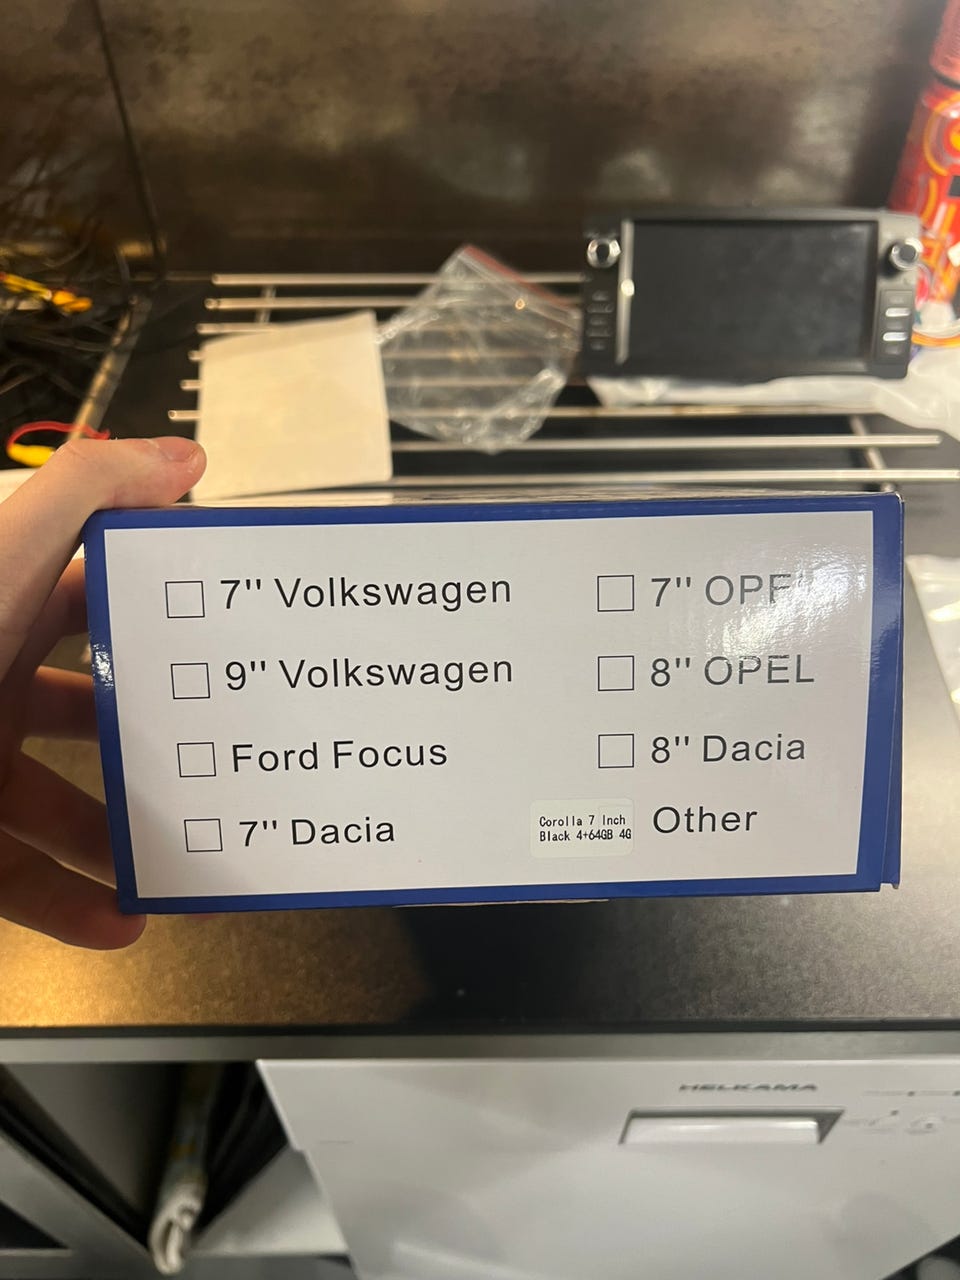 7'' Volkswagen
9'' Volkswagen
Ford Focus
7'' Dacia
7'' OPEL
8'' OPEL
8'' Dacia
Corolla 7 Inch
Black 4+64GB 4G
Other
HELKAMA